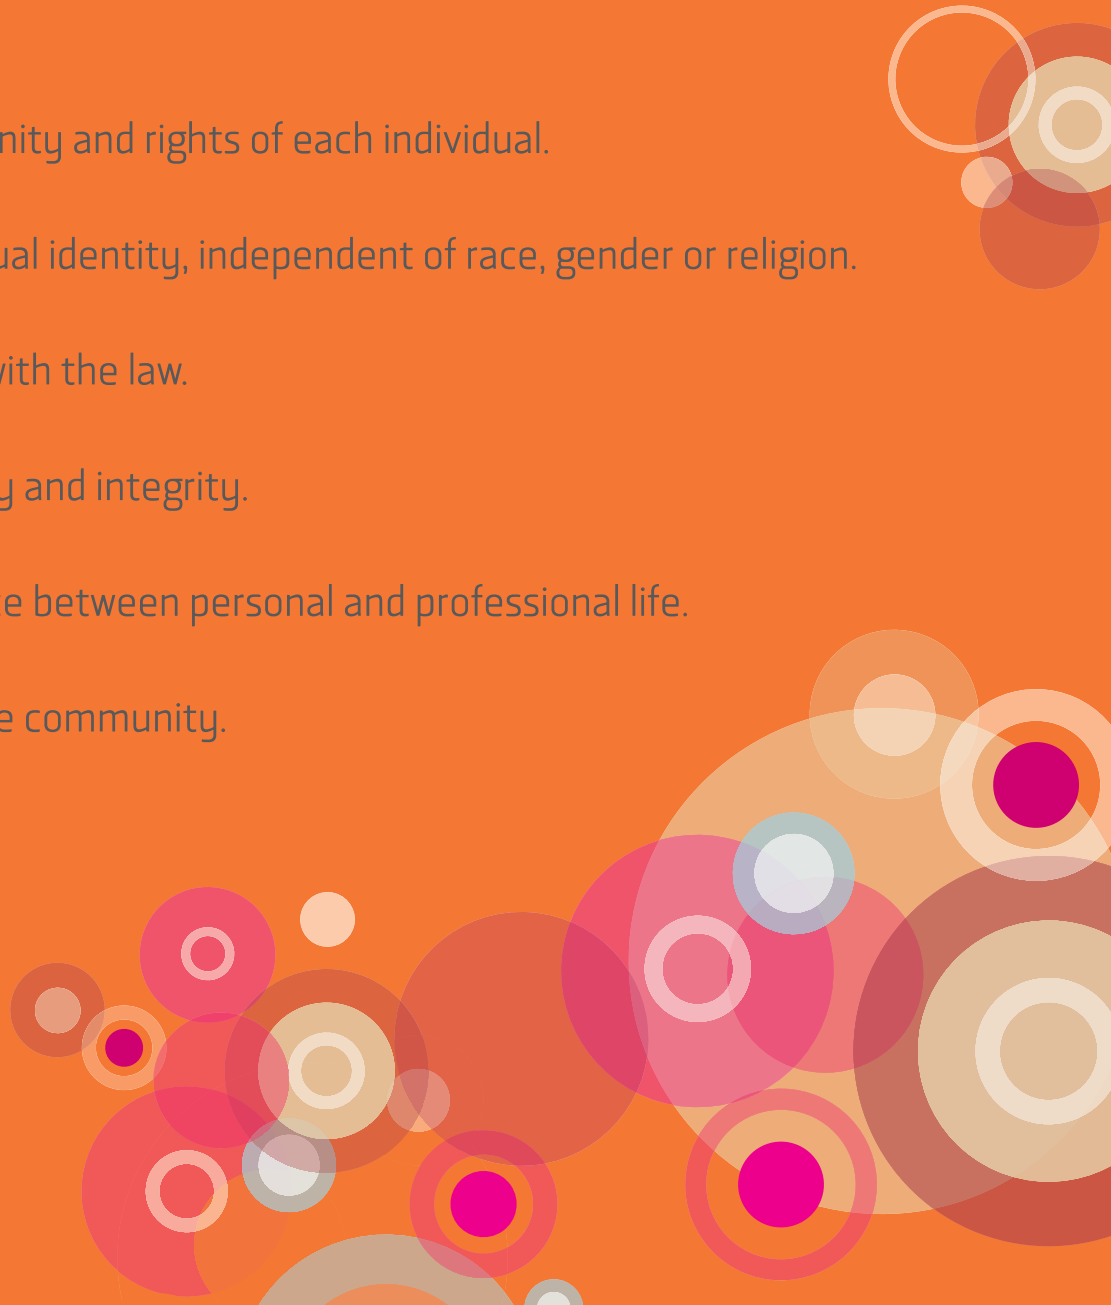 nity and rights of each individual.
ual identity, independent of race, gender or religion.
with the law.
y and integrity.
e between personal and professional life.
e community.